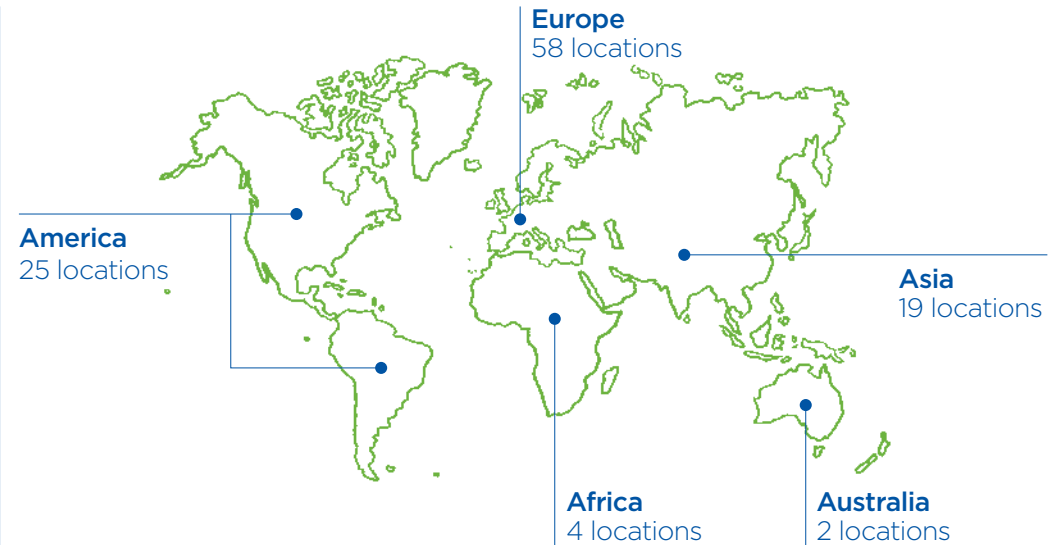 Europe
58 locations
America
25 locations
Asia
19 locations
Africa
4 locations
Australia
2 locations